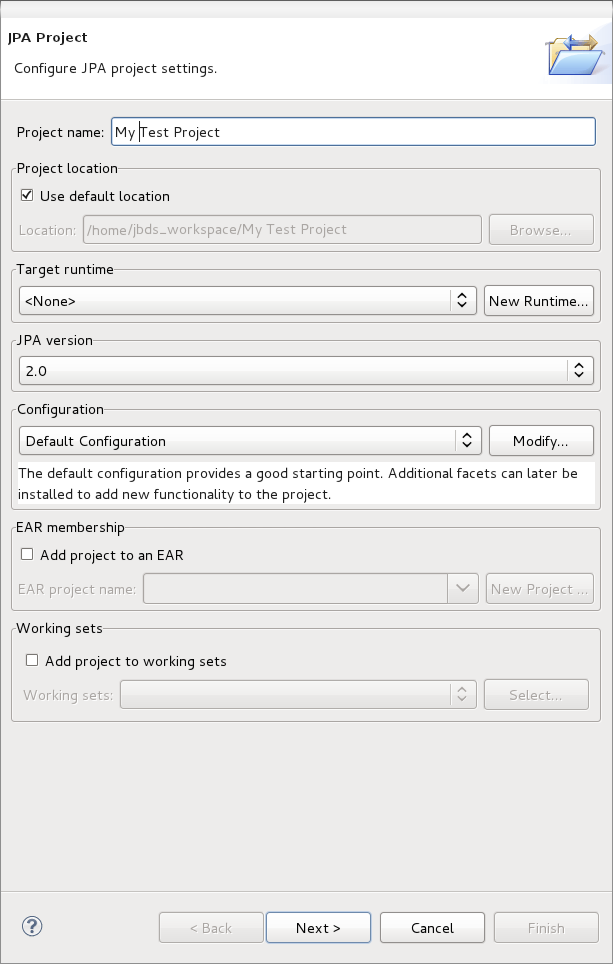 JPA Project
Configure JPA project settings.
Project name: My Test Project
Project location
Use default location
Location: /home/jbds_workspace/My Test Project Browse...
Target runtime
<None> New Runtime...
JPA version
2.0
Configuration
Default Configuration Modify...
The default configuration provides a good starting point. Additional facets can later be
installed to add new functionality to the project.
EAR membership
Add project to an EAR
EAR project name: New Project ...
Working sets
Add project to working sets
Working sets: Select...
? < Back Next > Cancel Finish